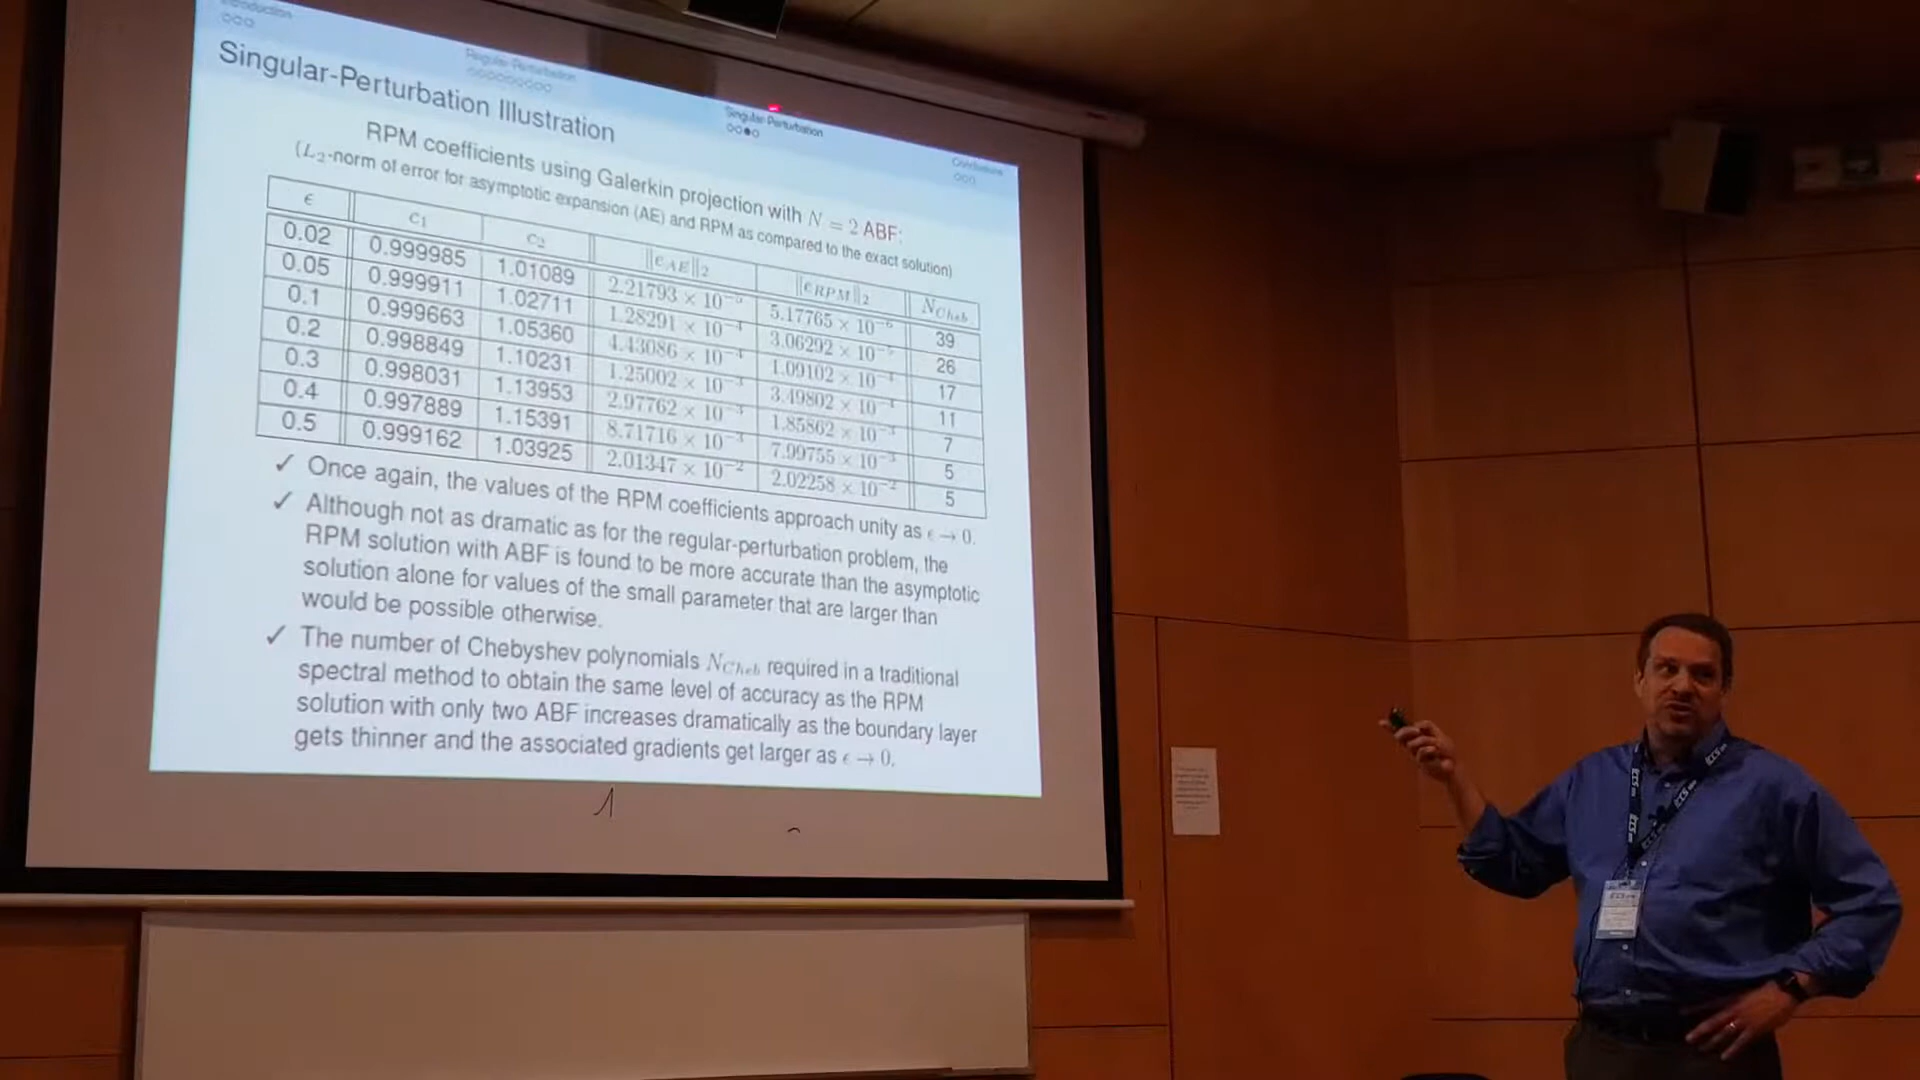 Introduction
Regular-Perturbation
Singular-Perturbation
Conclusions
Singular-Perturbation Illustration
RPM coefficients using Galerkin projection with N = 2 ABF:
(L₂-norm of error for asymptotic expansion (AE) and RPM as compared to the exact solution)
ϵ c₁ c₂ ||e_AE||₂ ||e_RPM||₂ N_Cheb
0.02 0.999985 1.01089 2.21793 × 10⁻⁵ 5.17765 × 10⁻⁶ 39
0.05 0.999911 1.02711 1.28291 × 10⁻⁴ 3.06292 × 10⁻⁵ 26
0.1 0.999663 1.05360 4.43086 × 10⁻⁴ 1.09102 × 10⁻⁴ 17
0.2 0.998849 1.10231 1.25002 × 10⁻³ 3.49802 × 10⁻⁴ 11
0.3 0.998031 1.13953 2.97762 × 10⁻³ 1.85862 × 10⁻³ 7
0.4 0.997889 1.15391 8.71716 × 10⁻³ 7.99755 × 10⁻³ 5
0.5 0.999162 1.03925 2.01347 × 10⁻² 2.02258 × 10⁻² 5
✓ Once again, the values of the RPM coefficients approach unity as ϵ → 0.
✓ Although not as dramatic as for the regular-perturbation problem, the
RPM solution with ABF is found to be more accurate than the asymptotic
solution alone for values of the small parameter that are larger than
would be possible otherwise.
✓ The number of Chebyshev polynomials N_Cheb required in a traditional
spectral method to obtain the same level of accuracy as the RPM
solution with only two ABF increases dramatically as the boundary layer
gets thinner and the associated gradients get larger as ϵ → 0.